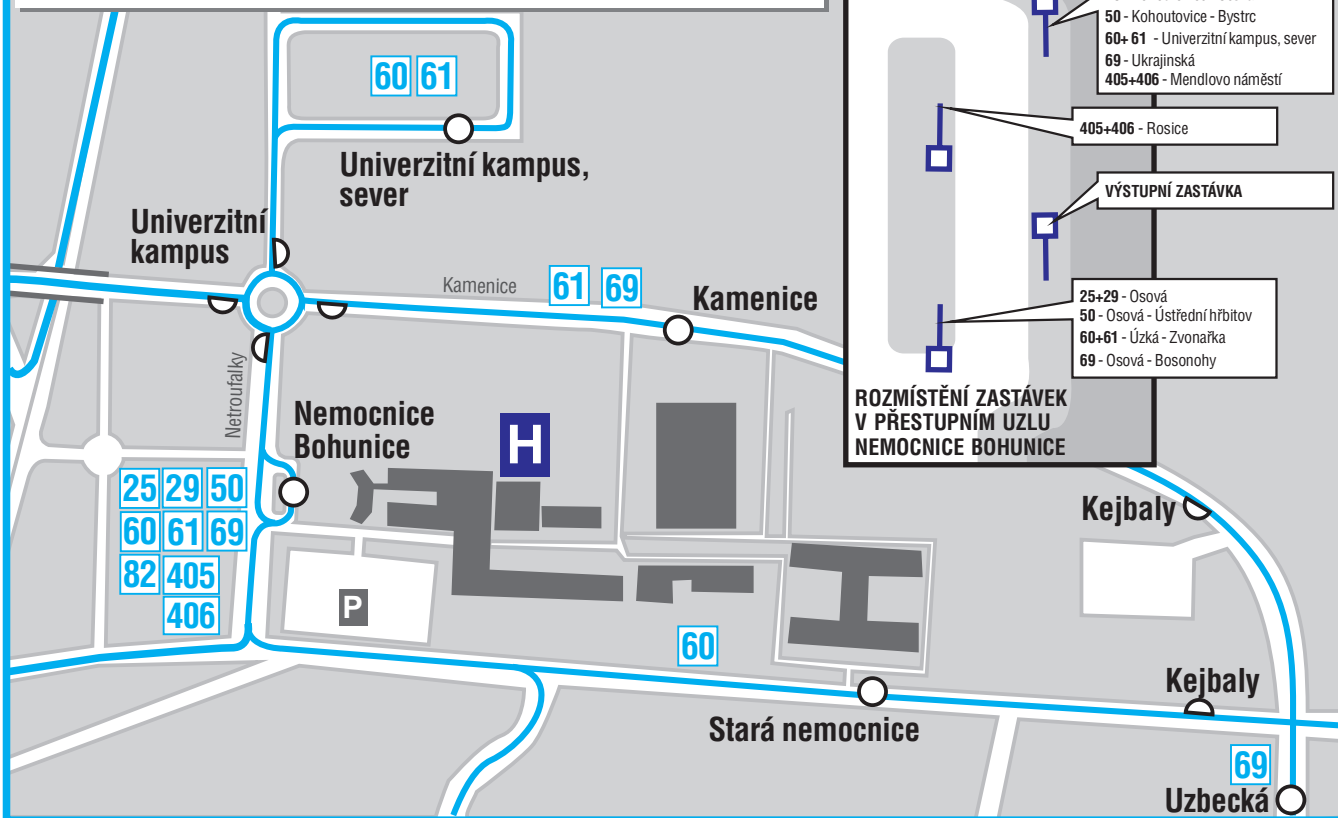 50 - Kohoutovice - Bystrc
60+ 61 - Univerzitní kampus, sever
69 - Ukrajinská
405+406 - Mendlovo náměstí
405+406 - Rosice
VÝSTUPNÍ ZASTÁVKA
25+29 - Osová
50 - Osová - Ústřední hřbitov
60+61 - Úzká - Zvonařka
69 - Osová - Bosonohy
ROZMÍSTĚNÍ ZASTÁVEK
V PŘESTUPNÍM UZLU
NEMOCNICE BOHUNICE
60 61
Univerzitní kampus,
sever
Univerzitní
kampus
Kamenice
61 69
Kamenice
Netroufalky
Nemocnice
Bohunice
H
25 29 50
60 61 69
82 405
406
P
60
Stará nemocnice
Kejbaly
Kejbaly
69
Uzbecká